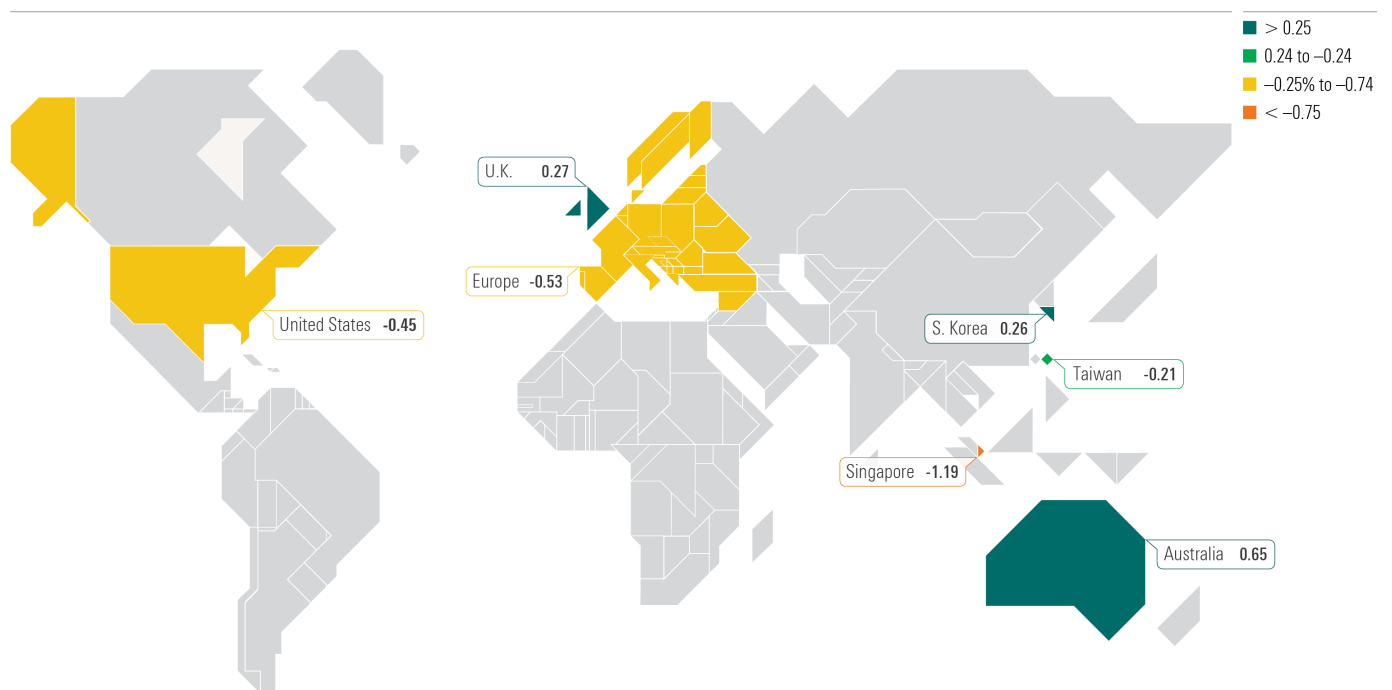 > 0.25
0.24 to –0.24
–0.25% to –0.74
< –0.75
U.K. 0.27
Europe -0.53
United States -0.45
S. Korea 0.26
Taiwan -0.21
Singapore -1.19
Australia 0.65